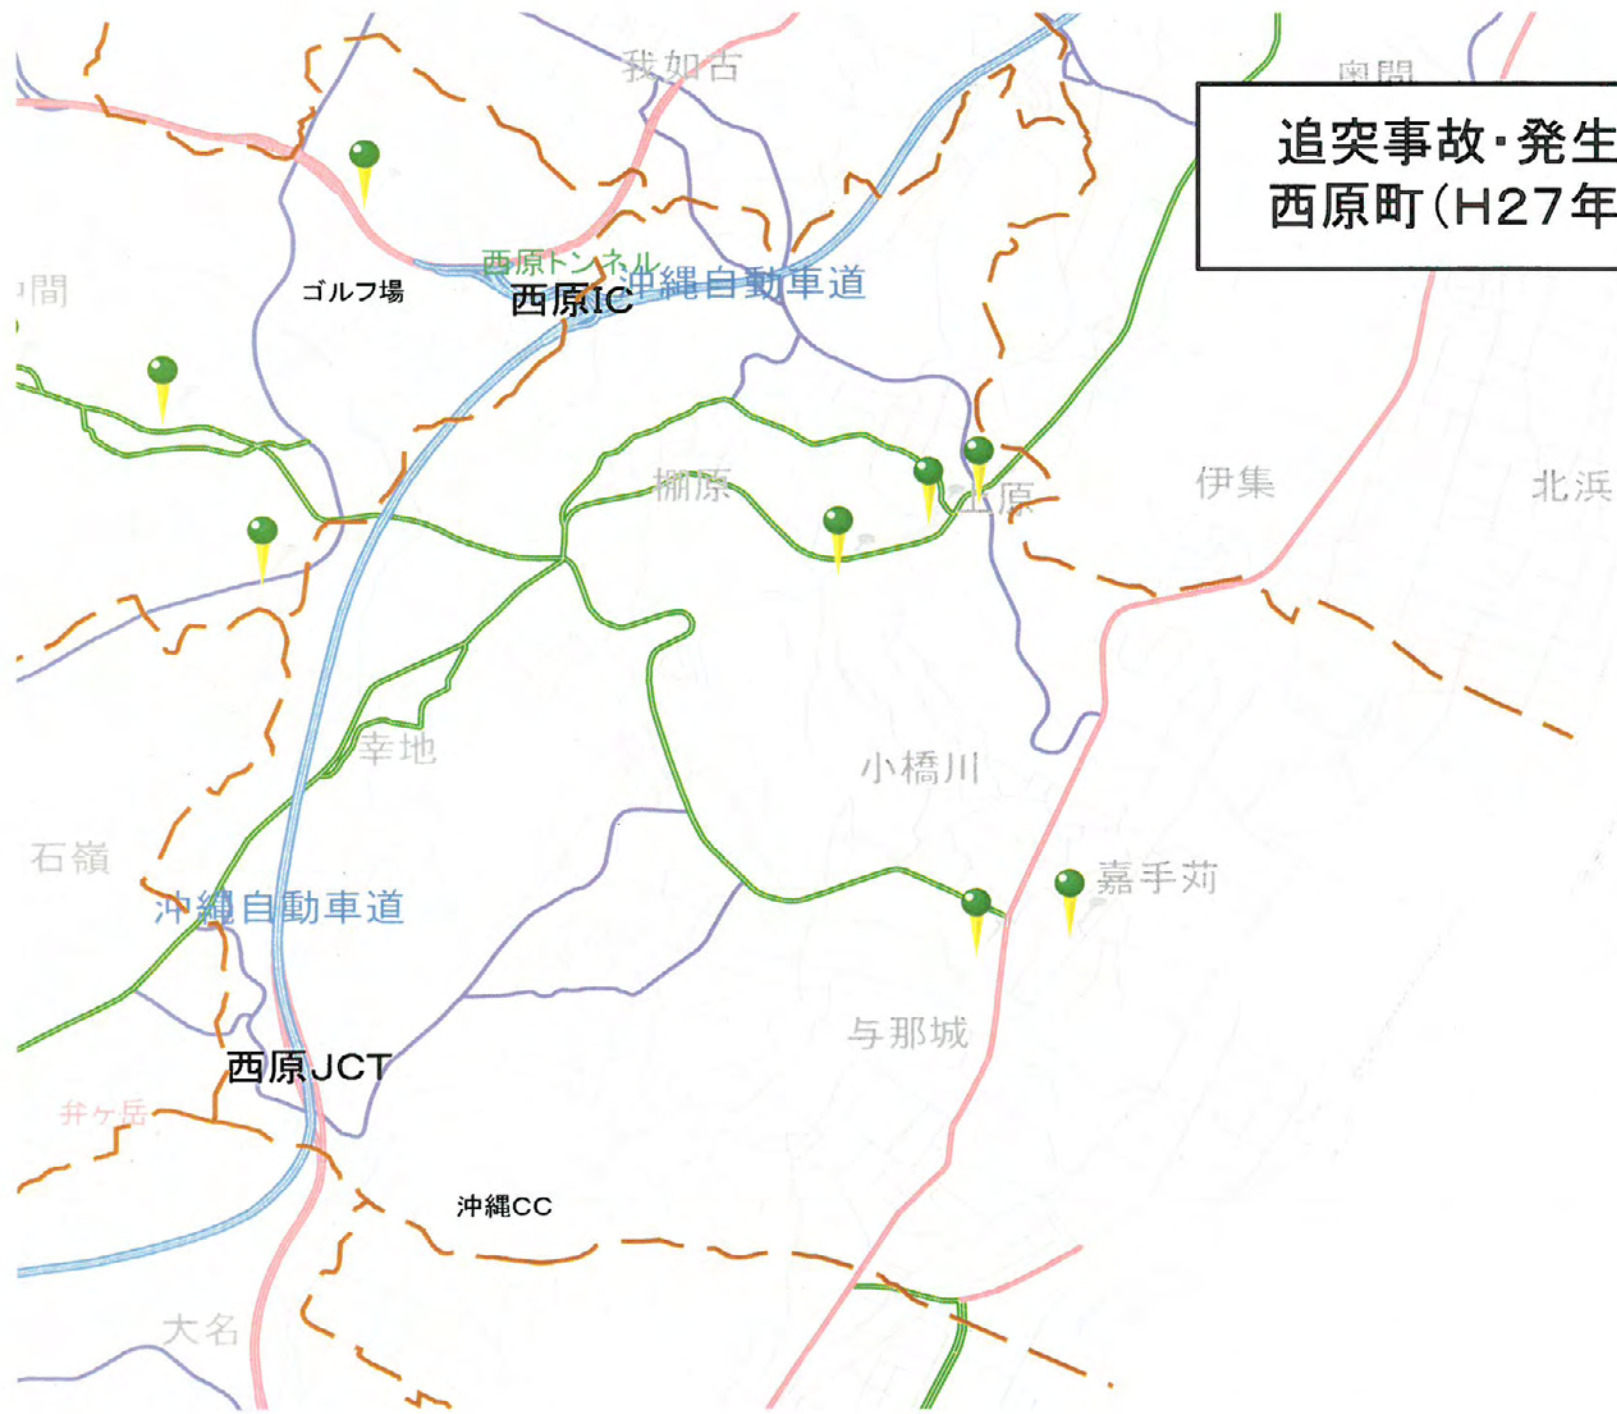 我如古
奥間
追突事故・発生
西原町(H27年
西原トンネル
沖縄自動車道
西原IC
ゴルフ場
間
棚原
上原
伊集
北浜
幸地
小橋川
石嶺
嘉手苅
沖縄自動車道
与那城
西原JCT
弁ヶ岳
沖縄CC
大名